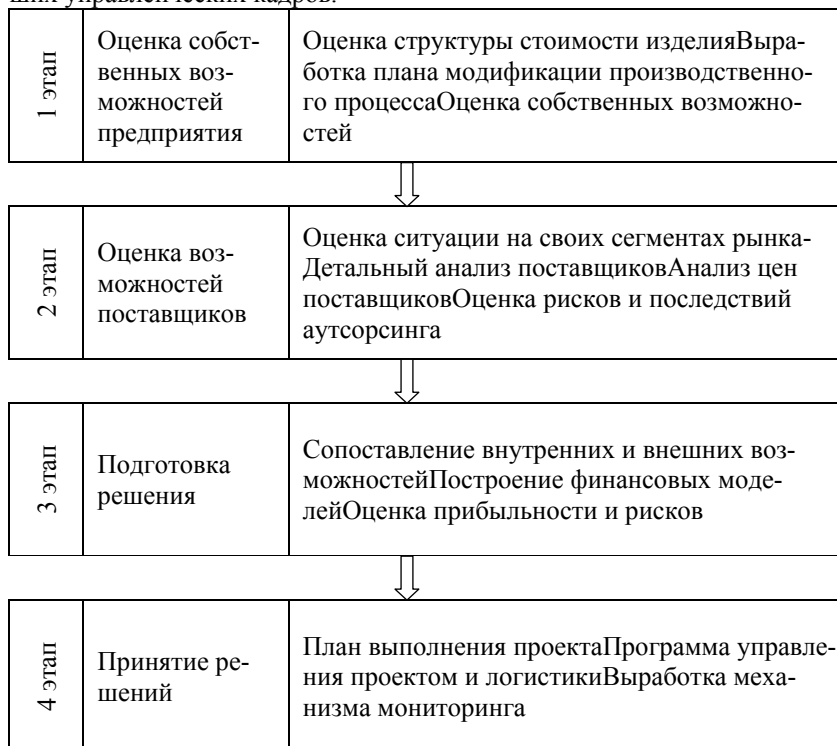 ших управленческих кадров.
1 этап
Оценка собст-
венных воз-
можностей
предприятия
Оценка структуры стоимости изделияВыра-
ботка плана модификации производственно-
го процессаОценка собственных возможно-
стей
2 этап
Оценка воз-
можностей
поставщиков
Оценка ситуации на своих сегментах рынка-
Детальный анализ поставщиковАнализ цен
поставщиковОценка рисков и последствий
аутсорсинга
3 этап
Подготовка
решения
Сопоставление внутренних и внешних воз-
можностейПостроение финансовых моде-
лейОценка прибыльности и рисков
4 этап
Принятие ре-
шений
План выполнения проектаПрограмма управле-
ния проектом и логистикиВыработка меха-
низма мониторинга